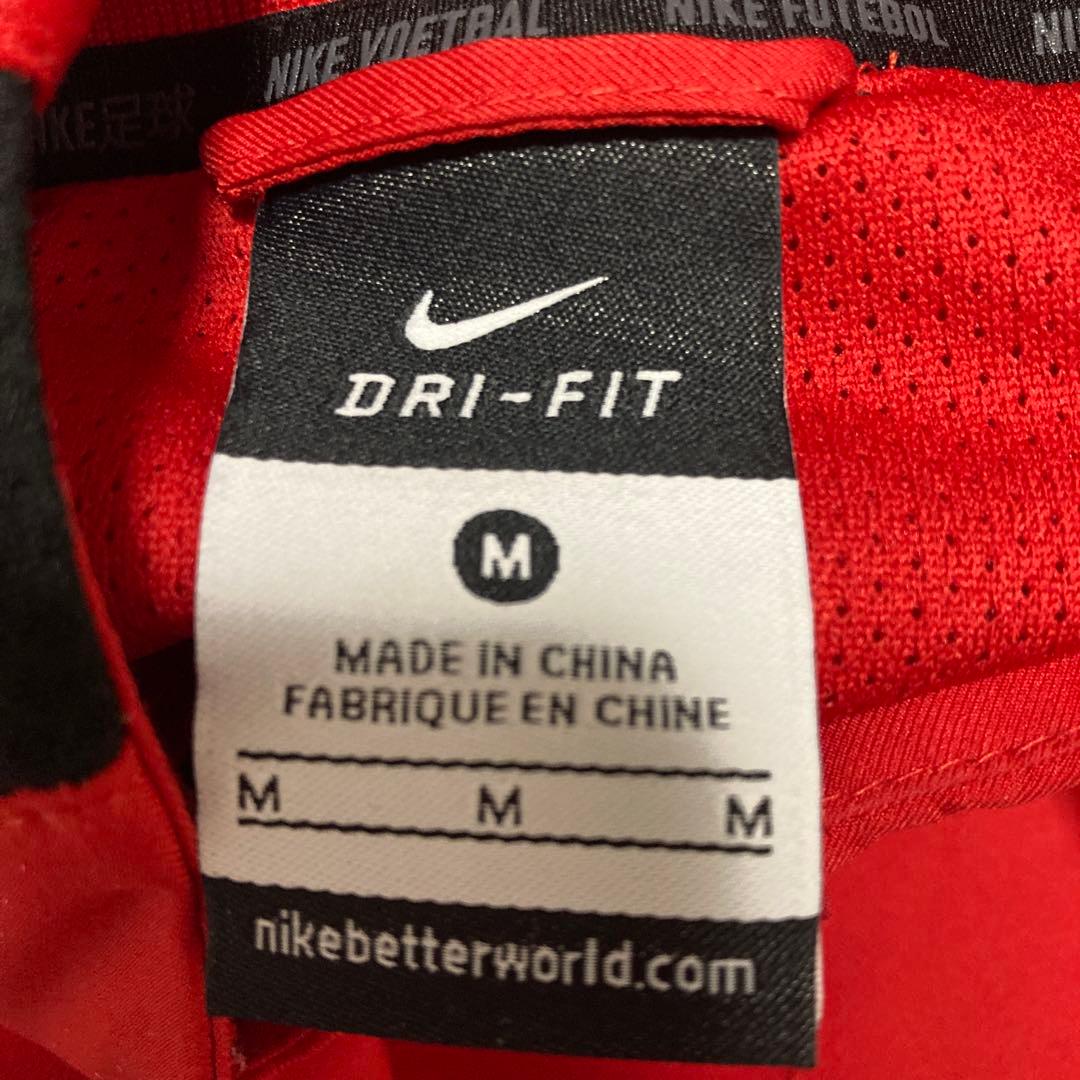 NIKE足球 NIKE VOETBAL NIKE FUTEBOL
DRI-FIT
M
MADE IN CHINA
FABRIQUE EN CHINE
M M M
nikebetterworld.com